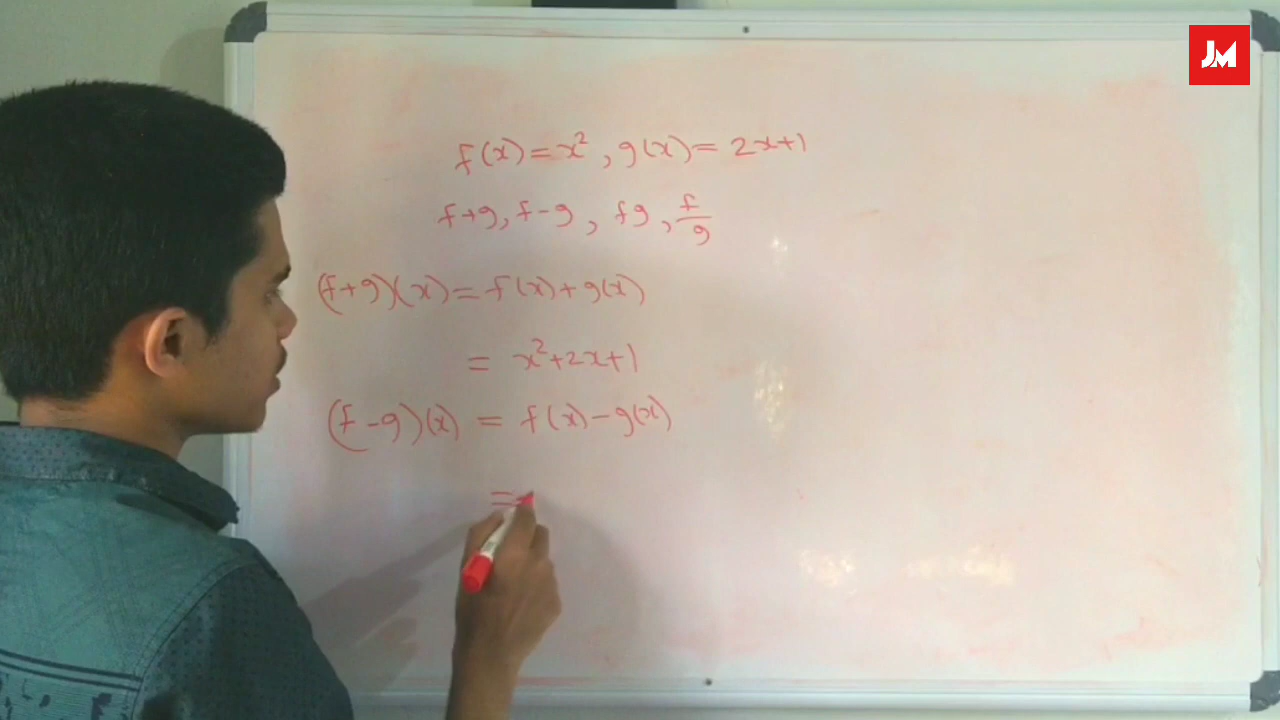 JM
f(x) = x², g(x) = 2x+1
f+g, f-g, fg, f/g
(f+g)(x) = f(x)+g(x)
= x²+2x+1
(f-g)(x) = f(x)-g(x)
=